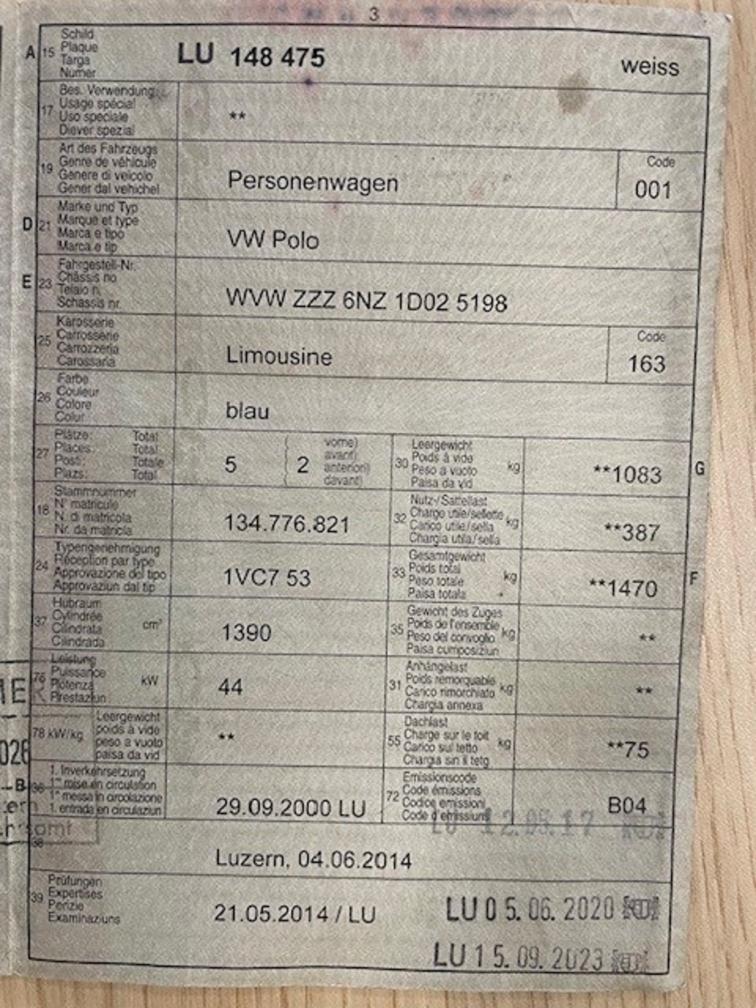 3
A 15 Schild Plaque Targa Numer LU 148 475 weiss
17 Bes. Verwendung Usage spécial Uso speciale Diever spezial **
19 Art des Fahrzeugs Genre de véhicule Genere di veicolo Gener dal vehichel Personenwagen Code 001
D 21 Marke und Typ Marque et type Marca e tipo Marca e tip VW Polo
E 23 Fahrgestell-Nr. Châssis no Telaio n. Schassis nr. WVW ZZZ 6NZ 1D02 5198
25 Karosserie Carrosserie Carrozzeria Carossaria Limousine Code 163
26 Farbe Couleur Colore Colur blau
27 Plätze: Total Places: Total Posti: Totale Plazs: Total 5 ( 2 vorne) avant) anteriori) davant)
30 Leergewicht Poids à vide Peso a vuoto Paisa da vid kg **1083 G
18 Stammnummer N° matricule N. di matricola Nr. da matricla 134.776.821
32 Nutz-/Sattellast Charge utile/sellette Carico utile/sella Chargia utila/sella kg **387
24 Typengenehmigung Réception par type Approvazione del tipo Approvaziun dal tip 1VC7 53
33 Gesamtgewicht Poids total Peso totale Paisa totala kg **1470 F
37 Hubraum Cylindrée Cilindrata Cilindrada cm³ 1390
35 Gewicht des Zuges Poids de l'ensemble Peso del convoglio Paisa cumposiziun kg **
76 Leistung Puissance Potenza Prestaziun kW 44
31 Anhängelast Poids remorquable Carico rimorchiato Chargia annexa kg **
78 kW/kg Leergewicht poids à vide peso a vuoto paisa da vid **
55 Dachlast Charge sur le toit Carico sul tetto Chargia sin il tetg kg **75
B 36 1. Inverkehrsetzung 1re mise en circulation 1a messa in circolazione 1. entrada en circulaziun 29.09.2000 LU
72 Emissionscode Code émissions Codice emissioni Code d'emissiuns B04
LU 12.09.17
38 Luzern, 04.06.2014
39 Prüfungen Expertises Perizie Examinaziuns 21.05.2014 / LU LU 05.06.2020
LU 15.09.2023